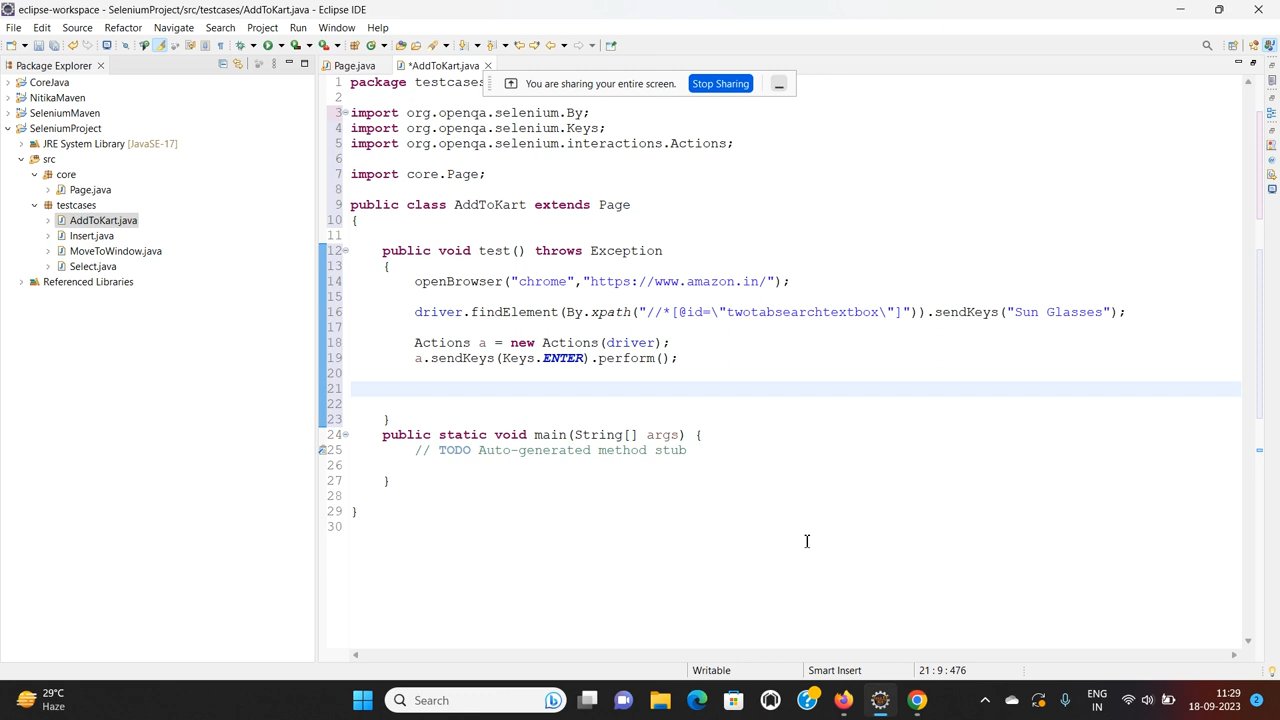 eclipse-workspace - SeleniumProject/src/testcases/AddToKart.java - Eclipse IDE
File Edit Source Refactor Navigate Search Project Run Window Help
Package Explorer
Page.java
*AddToKart.java
You are sharing your entire screen.
Stop Sharing
CoreJava
NitikaMaven
SeleniumMaven
SeleniumProject
JRE System Library [JavaSE-17]
src
core
Page.java
testcases
AddToKart.java
Insert.java
MoveToWindow.java
Select.java
Referenced Libraries
1 package testcases
2
3 import org.openqa.selenium.By;
4 import org.openqa.selenium.Keys;
5 import org.openqa.selenium.interactions.Actions;
6
7 import core.Page;
8
9 public class AddToKart extends Page
10 {
11
12 public void test() throws Exception
13 {
14 openBrowser("chrome","https://www.amazon.in/");
15
16 driver.findElement(By.xpath("//*[@id=\"twotabsearchtextbox\"]")).sendKeys("Sun Glasses");
17
18 Actions a = new Actions(driver);
19 a.sendKeys(Keys.ENTER).perform();
20
21
22
23 }
24 public static void main(String[] args) {
25 // TODO Auto-generated method stub
26
27 }
28
29 }
30
Writable
Smart Insert
21 : 9 : 476
29°C
Haze
Search
ENG
IN
11:29
18-09-2023
2